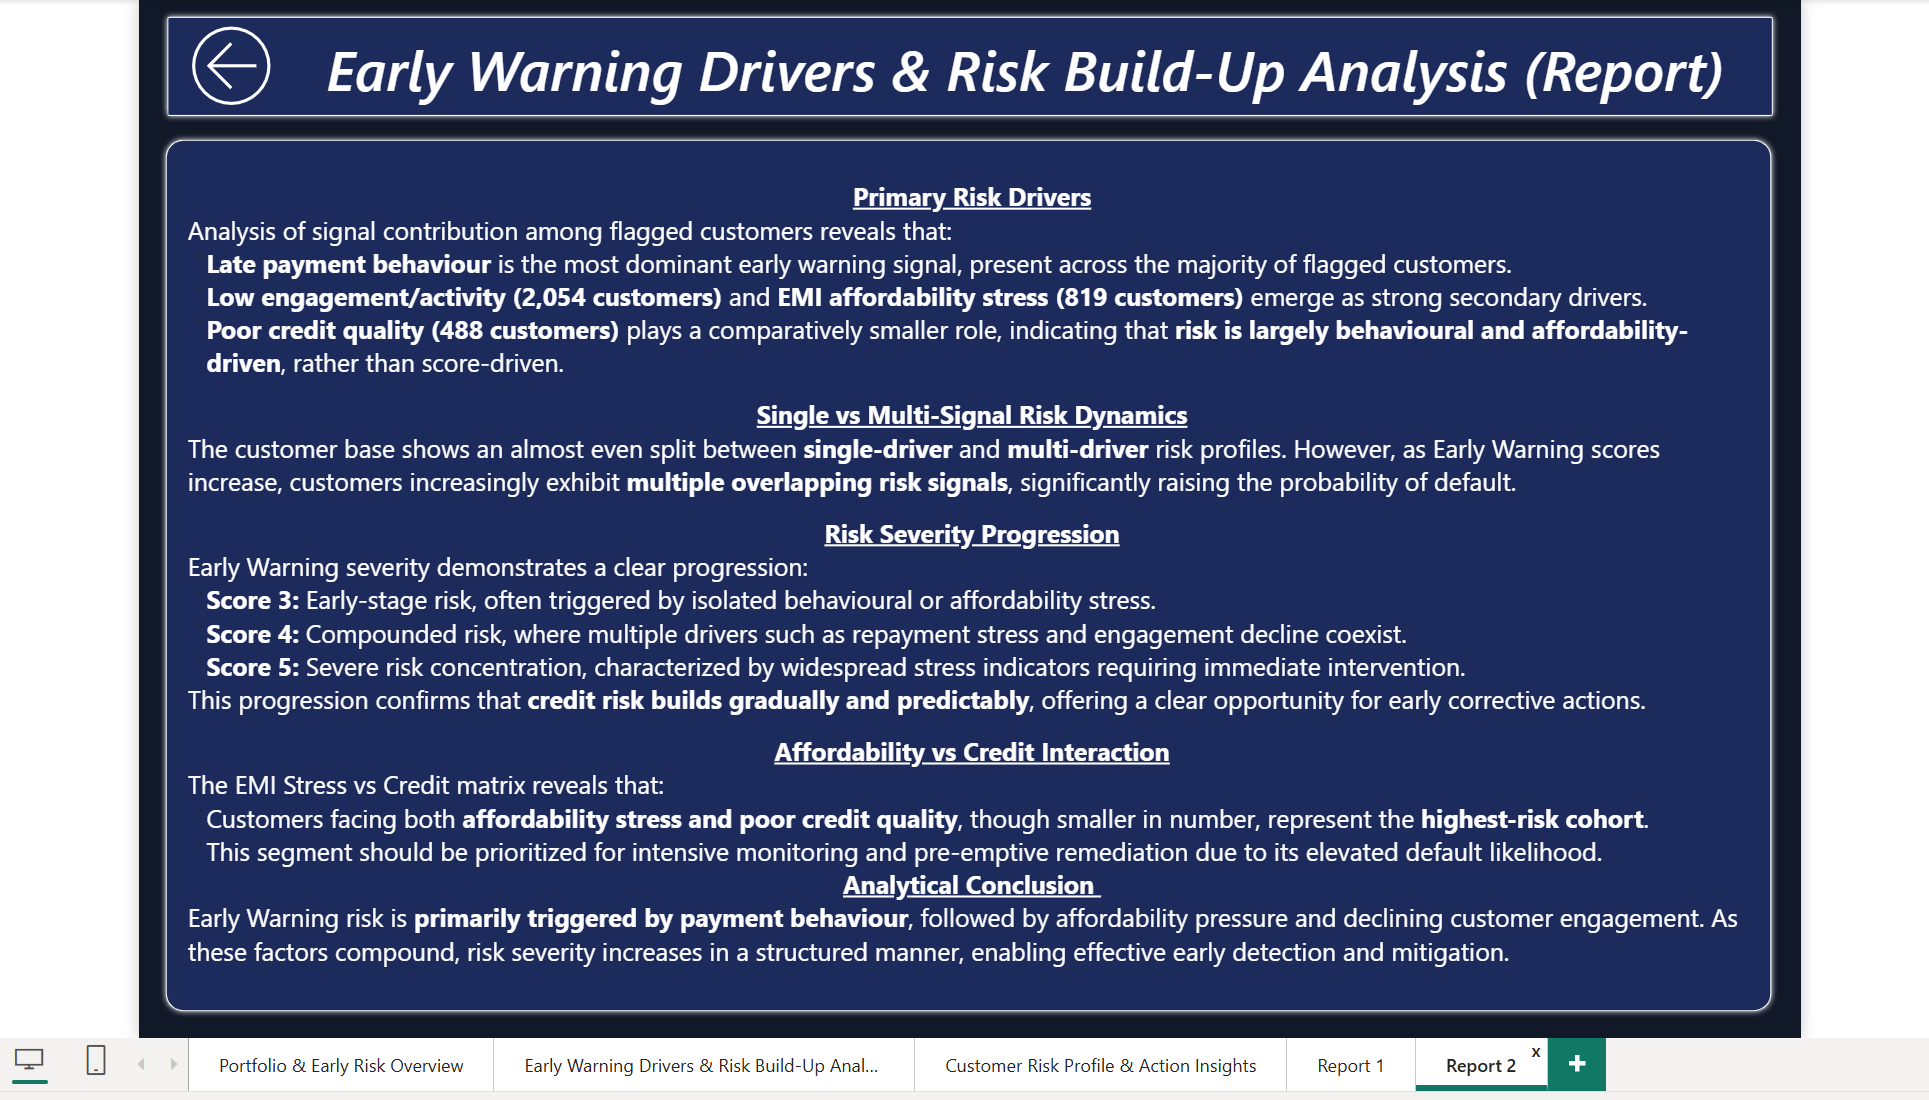 Early Warning Drivers & Risk Build-Up Analysis (Report)
Primary Risk Drivers
Analysis of signal contribution among flagged customers reveals that:
Late payment behaviour is the most dominant early warning signal, present across the majority of flagged customers.
Low engagement/activity (2,054 customers) and EMI affordability stress (819 customers) emerge as strong secondary drivers.
Poor credit quality (488 customers) plays a comparatively smaller role, indicating that risk is largely behavioural and affordability-
driven, rather than score-driven.
Single vs Multi-Signal Risk Dynamics
The customer base shows an almost even split between single-driver and multi-driver risk profiles. However, as Early Warning scores
increase, customers increasingly exhibit multiple overlapping risk signals, significantly raising the probability of default.
Risk Severity Progression
Early Warning severity demonstrates a clear progression:
Score 3: Early-stage risk, often triggered by isolated behavioural or affordability stress.
Score 4: Compounded risk, where multiple drivers such as repayment stress and engagement decline coexist.
Score 5: Severe risk concentration, characterized by widespread stress indicators requiring immediate intervention.
This progression confirms that credit risk builds gradually and predictably, offering a clear opportunity for early corrective actions.
Affordability vs Credit Interaction
The EMI Stress vs Credit matrix reveals that:
Customers facing both affordability stress and poor credit quality, though smaller in number, represent the highest-risk cohort.
This segment should be prioritized for intensive monitoring and pre-emptive remediation due to its elevated default likelihood.
Analytical Conclusion
Early Warning risk is primarily triggered by payment behaviour, followed by affordability pressure and declining customer engagement. As
these factors compound, risk severity increases in a structured manner, enabling effective early detection and mitigation.
Portfolio & Early Risk Overview
Early Warning Drivers & Risk Build-Up Anal...
Customer Risk Profile & Action Insights
Report 1
Report 2
x
+